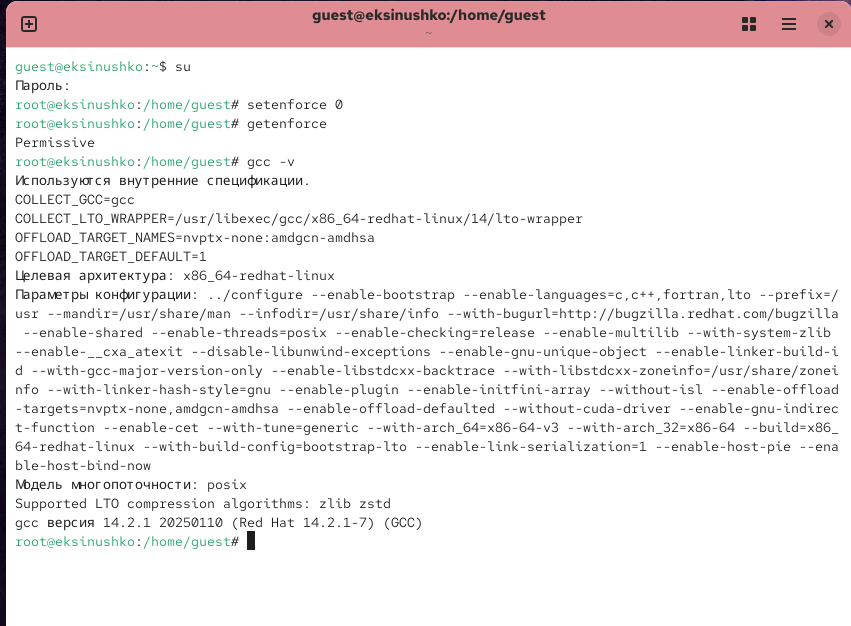 guest@eksinushko:/home/guest
~
guest@eksinushko:~$ su
Пароль:
root@eksinushko:/home/guest# setenforce 0
root@eksinushko:/home/guest# getenforce
Permissive
root@eksinushko:/home/guest# gcc -v
Используются внутренние спецификации.
COLLECT_GCC=gcc
COLLECT_LTO_WRAPPER=/usr/libexec/gcc/x86_64-redhat-linux/14/lto-wrapper
OFFLOAD_TARGET_NAMES=nvptx-none:amdgcn-amdhsa
OFFLOAD_TARGET_DEFAULT=1
Целевая архитектура: x86_64-redhat-linux
Параметры конфигурации: ../configure --enable-bootstrap --enable-languages=c,c++,fortran,lto --prefix=/
usr --mandir=/usr/share/man --infodir=/usr/share/info --with-bugurl=http://bugzilla.redhat.com/bugzilla
 --enable-shared --enable-threads=posix --enable-checking=release --enable-multilib --with-system-zlib
--enable-__cxa_atexit --disable-libunwind-exceptions --enable-gnu-unique-object --enable-linker-build-i
d --with-gcc-major-version-only --enable-libstdcxx-backtrace --with-libstdcxx-zoneinfo=/usr/share/zonei
nfo --with-linker-hash-style=gnu --enable-plugin --enable-initfini-array --without-isl --enable-offload
-targets=nvptx-none,amdgcn-amdhsa --enable-offload-defaulted --without-cuda-driver --enable-gnu-indirec
t-function --enable-cet --with-tune=generic --with-arch_64=x86-64-v3 --with-arch_32=x86-64 --build=x86_
64-redhat-linux --with-build-config=bootstrap-lto --enable-link-serialization=1 --enable-host-pie --ena
ble-host-bind-now
Модель многопоточности: posix
Supported LTO compression algorithms: zlib zstd
gcc версия 14.2.1 20250110 (Red Hat 14.2.1-7) (GCC)
root@eksinushko:/home/guest#